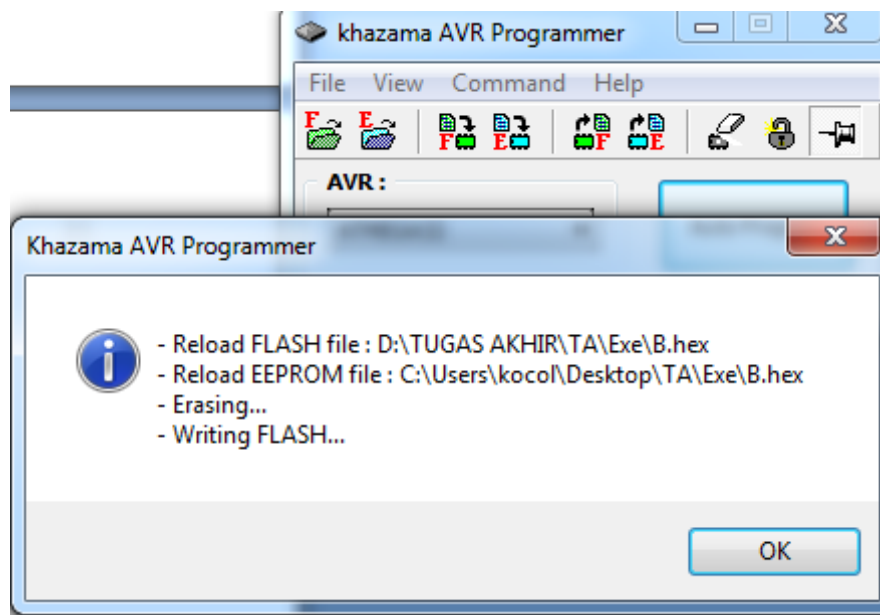 khazama AVR Programmer
File View Command Help
F E F E F E
AVR :
Khazama AVR Programmer
- Reload FLASH file : D:\TUGAS AKHIR\TA\Exe\B.hex
- Reload EEPROM file : C:\Users\kocol\Desktop\TA\Exe\B.hex
- Erasing...
- Writing FLASH...
OK